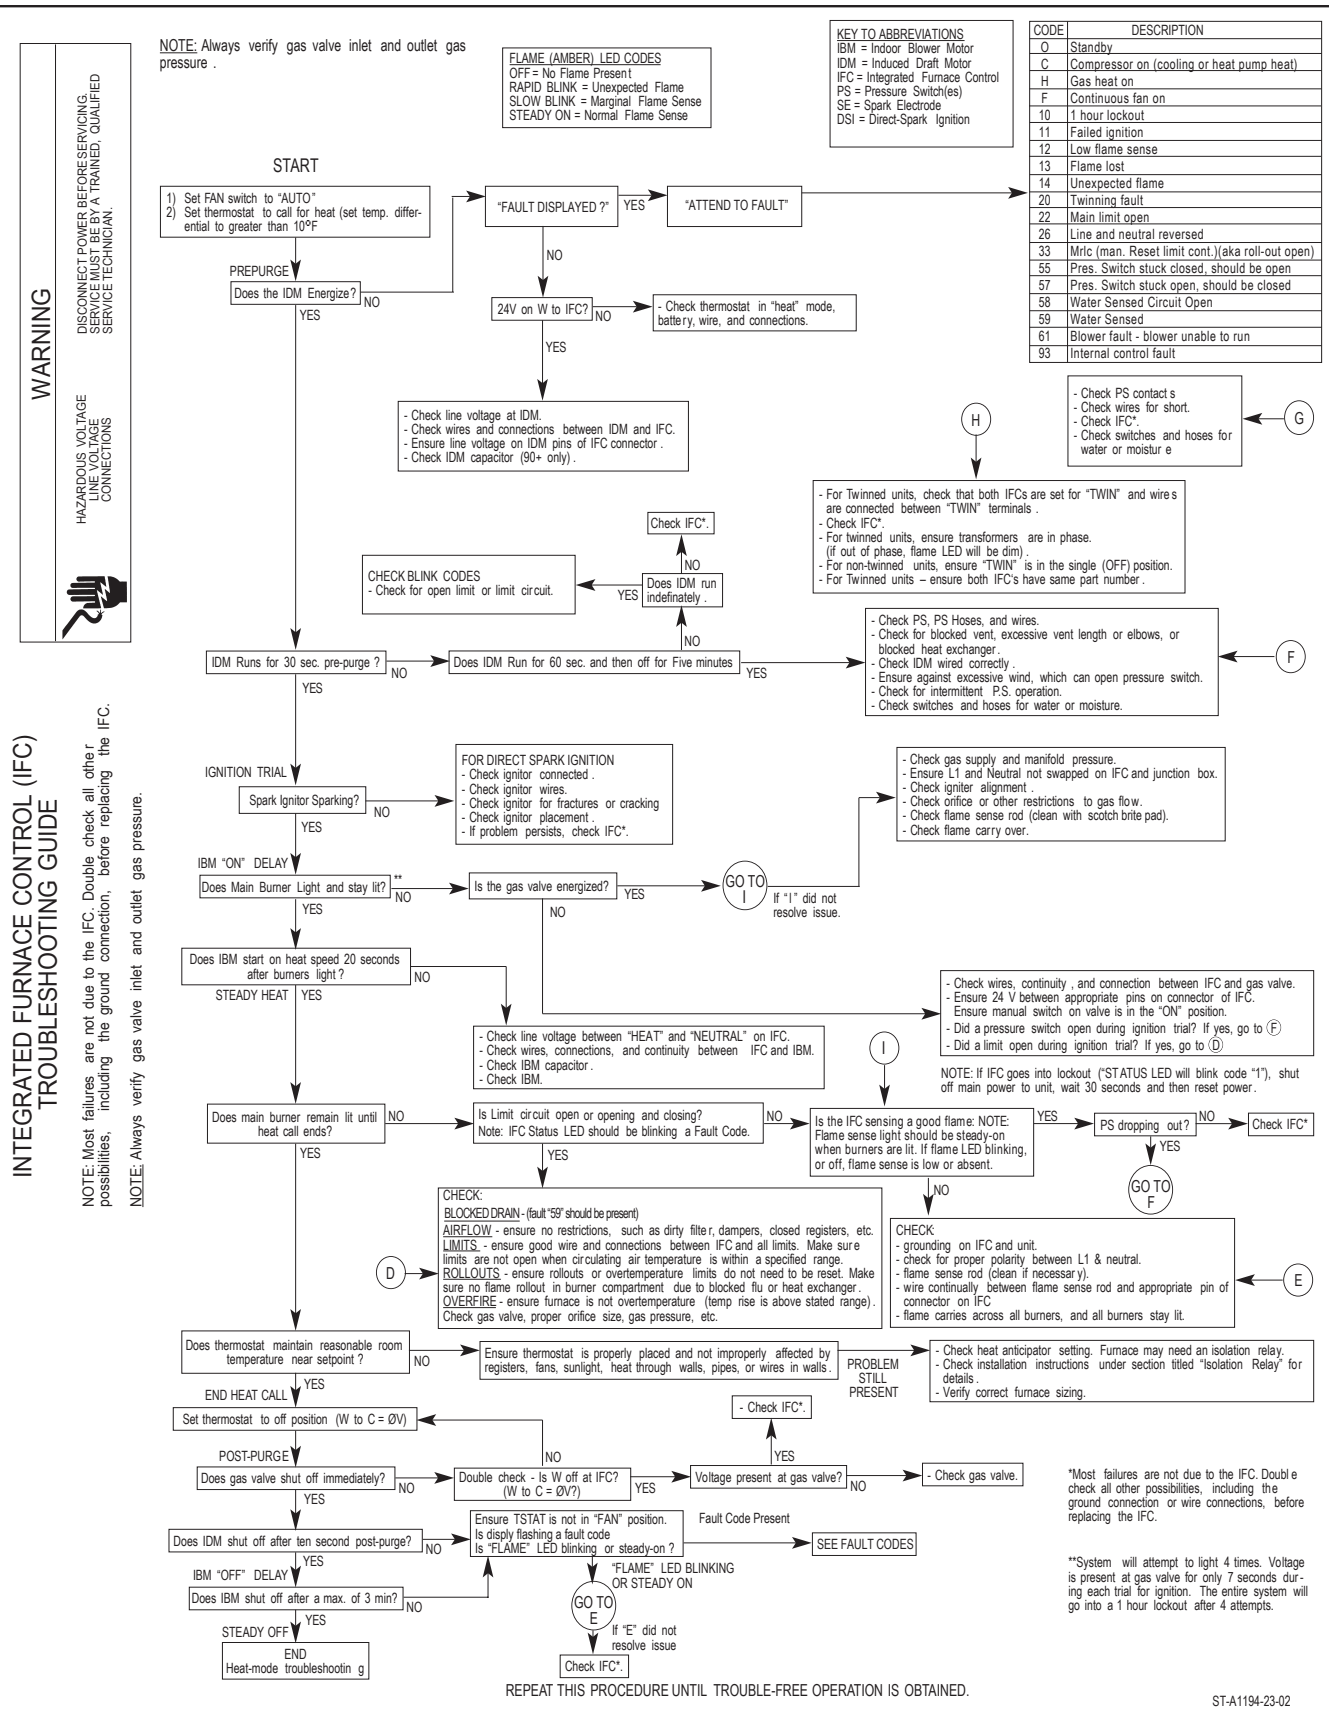 WARNING
HAZARDOUS VOLTAGE
LINE VOLTAGE
CONNECTIONS
DISCONNECT POWER BEFORE SERVICING.
SERVICE MUST BE BY A TRAINED, QUALIFIED
SERVICE TECHNICIAN.
INTEGRATED FURNACE CONTROL (IFC)
TROUBLESHOOTING GUIDE
NOTE: Most failures are not due to the IFC. Double check all other
possibilities, including the ground connection, before replacing the IFC.
NOTE: Always verify gas valve inlet and outlet gas pressure.
NOTE: Always verify gas valve inlet and outlet gas
pressure .
FLAME (AMBER) LED CODES
OFF = No Flame Present
RAPID BLINK = Unexpected Flame
SLOW BLINK = Marginal Flame Sense
STEADY ON = Normal Flame Sense
KEY TO ABBREVIATIONS
IBM = Indoor Blower Motor
IDM = Induced Draft Motor
IFC = Integrated Furnace Control
PS = Pressure Switch(es)
SE = Spark Electrode
DSI = Direct-Spark Ignition
CODE DESCRIPTION
O Standby
C Compressor on (cooling or heat pump heat)
H Gas heat on
F Continuous fan on
10 1 hour lockout
11 Failed ignition
12 Low flame sense
13 Flame lost
14 Unexpected flame
20 Twinning fault
22 Main limit open
26 Line and neutral reversed
33 Mrlc (man. Reset limit cont.)(aka roll-out open)
55 Pres. Switch stuck closed, should be open
57 Pres. Switch stuck open, should be closed
58 Water Sensed Circuit Open
59 Water Sensed
61 Blower fault - blower unable to run
93 Internal control fault
START
1) Set FAN switch to "AUTO"
2) Set thermostat to call for heat (set temp. differ-
ential to greater than 10°F
"FAULT DISPLAYED ?"
YES
"ATTEND TO FAULT"
NO
PREPURGE
Does the IDM Energize?
NO
YES
24V on W to IFC?
NO
- Check thermostat in "heat" mode,
battery, wire, and connections.
YES
- Check line voltage at IDM.
- Check wires and connections between IDM and IFC.
- Ensure line voltage on IDM pins of IFC connector .
- Check IDM capacitor (90+ only) .
- Check PS contact s
- Check wires for short.
- Check IFC*.
- Check switches and hoses for
water or moistur e
G
H
- For Twinned units, check that both IFCs are set for "TWIN" and wires
are connected between "TWIN" terminals .
- Check IFC*.
- For twinned units, ensure transformers are in phase.
(if out of phase, flame LED will be dim) .
- For non-twinned units, ensure "TWIN" is in the single (OFF) position.
- For Twinned units – ensure both IFC's have same part number .
Check IFC*.
NO
CHECK BLINK CODES
- Check for open limit or limit circuit.
YES
Does IDM run
indefinately .
NO
IDM Runs for 30 sec. pre-purge ?
NO
Does IDM Run for 60 sec. and then off for Five minutes
YES
- Check PS, PS Hoses, and wires.
- Check for blocked vent, excessive vent length or elbows, or
blocked heat exchanger .
- Check IDM wired correctly .
- Ensure against excessive wind, which can open pressure switch.
- Check for intermittent P.S. operation.
- Check switches and hoses for water or moisture.
F
YES
IGNITION TRIAL
Spark Ignitor Sparking?
NO
FOR DIRECT SPARK IGNITION
- Check ignitor connected .
- Check ignitor wires.
- Check ignitor for fractures or cracking
- Check ignitor placement .
- If problem persists, check IFC*.
- Check gas supply and manifold pressure.
- Ensure L1 and Neutral not swapped on IFC and junction box.
- Check igniter alignment .
- Check orifice or other restrictions to gas flow.
- Check flame sense rod (clean with scotch brite pad).
- Check flame carry over.
YES
IBM "ON" DELAY
Does Main Burner Light and stay lit?
**
NO
Is the gas valve energized?
YES
GO TO
I
If "I" did not
resolve issue.
NO
YES
Does IBM start on heat speed 20 seconds
after burners light ?
NO
STEADY HEAT
YES
- Check line voltage between "HEAT" and "NEUTRAL" on IFC.
- Check wires, connections, and continuity between IFC and IBM.
- Check IBM capacitor .
- Check IBM.
- Check wires, continuity , and connection between IFC and gas valve.
- Ensure 24 V between appropriate pins on connector of IFC.
Ensure manual switch on valve is in the "ON" position.
- Did a pressure switch open during ignition trial? If yes, go to F
- Did a limit open during ignition trial? If yes, go to D
NOTE: If IFC goes into lockout ("STATUS LED will blink code "1"), shut
off main power to unit, wait 30 seconds and then reset power .
I
Does main burner remain lit until
heat call ends?
NO
Is Limit circuit open or opening and closing?
Note: IFC Status LED should be blinking a Fault Code.
NO
Is the IFC sensing a good flame: NOTE:
Flame sense light should be steady-on
when burners are lit. If flame LED blinking,
or off, flame sense is low or absent.
YES
PS dropping out?
NO
Check IFC*
YES
GO TO
F
YES
YES
NO
D
CHECK:
BLOCKED DRAIN - (fault "59" should be present)
AIRFLOW - ensure no restrictions, such as dirty filter, dampers, closed registers, etc.
LIMITS - ensure good wire and connections between IFC and all limits. Make sure
limits are not open when circulating air temperature is within a specified range.
ROLLOUTS - ensure rollouts or overtemperature limits do not need to be reset. Make
sure no flame rollout in burner compartment due to blocked flu or heat exchanger .
OVERFIRE - ensure furnace is not overtemperature (temp rise is above stated range) .
Check gas valve, proper orifice size, gas pressure, etc.
CHECK:
- grounding on IFC and unit.
- check for proper polarity between L1 & neutral.
- flame sense rod (clean if necessary).
- wire continually between flame sense rod and appropriate pin of
connector on IFC
- flame carries across all burners, and all burners stay lit.
E
Does thermostat maintain reasonable room
temperature near setpoint ?
NO
Ensure thermostat is properly placed and not improperly affected by
registers, fans, sunlight, heat through walls, pipes, or wires in walls .
PROBLEM
STILL
PRESENT
- Check heat anticipator setting. Furnace may need an isolation relay.
- Check installation instructions under section titled "Isolation Relay" for
details .
- Verify correct furnace sizing.
YES
END HEAT CALL
Set thermostat to off position (W to C = ØV)
- Check IFC*.
POST-PURGE
NO
YES
Does gas valve shut off immediately?
NO
Double check - Is W off at IFC?
(W to C = ØV?)
YES
Voltage present at gas valve?
NO
- Check gas valve.
YES
Does IDM shut off after ten second post-purge?
NO
Ensure TSTAT is not in "FAN" position.
Is disply flashing a fault code
Is "FLAME" LED blinking or steady-on ?
Fault Code Present
SEE FAULT CODES
YES
IBM "OFF" DELAY
"FLAME" LED BLINKING
OR STEADY ON
Does IBM shut off after a max. of 3 min?
NO
GO TO
E
YES
STEADY OFF
If "E" did not
resolve issue
END
Heat-mode troubleshootin g
Check IFC*.
*Most failures are not due to the IFC. Double
check all other possibilities, including the
ground connection or wire connections, before
replacing the IFC.
**System will attempt to light 4 times. Voltage
is present at gas valve for only 7 seconds dur-
ing each trial for ignition. The entire system will
go into a 1 hour lockout after 4 attempts.
REPEAT THIS PROCEDURE UNTIL TROUBLE-FREE OPERATION IS OBTAINED.
ST-A1194-23-02